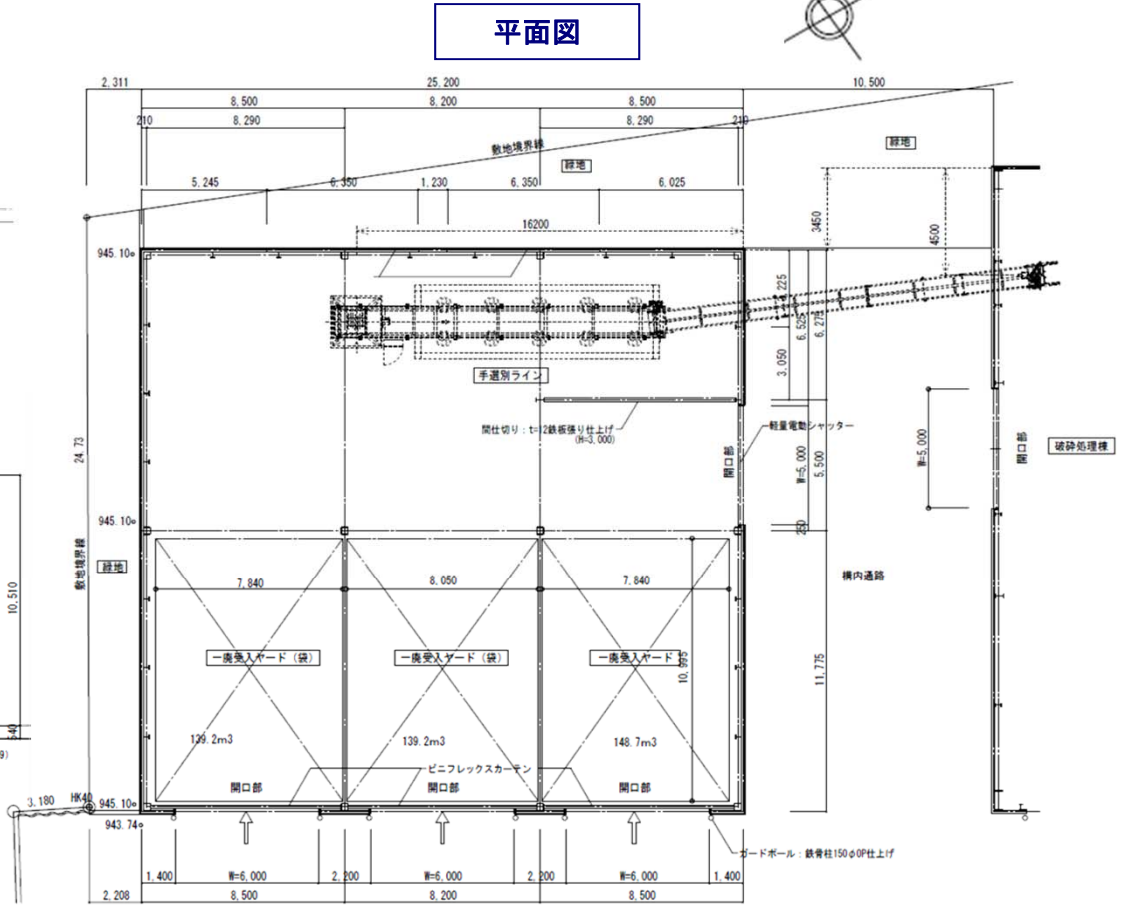 平面図
2,311
25,200
10,500
8,500
8,200
8,500
210
8,290
8,290
210
敷地境界線
緑地
緑地
5,245
6,350
1,230
6,350
6,025
16200
3450
4500
945.10
3,225
6,525
6,275
3,050
手選別ライン
間仕切り：t=12鉄板張り仕上げ
(H=3,000)
軽量電動シャッター
開口部
W=5,000
5,500
W=5,000
開口部
破砕処理棟
24.73
945.10
250
敷地境界線
緑地
構内通路
7,840
8,050
7,840
10,510
一廃受入ヤード（袋）
一廃受入ヤード（袋）
一廃受入ヤード
10,995
11,775
139.2m3
139.2m3
148.7m3
540
9)
ビニフレックスカーテン
開口部
開口部
開口部
3.180
HK40
945.10
943.74
ガードポール：鉄骨柱150φOP仕上げ
1,400
W=6,000
2,200
W=6,000
2,200
W=6,000
1,400
2,208
8,500
8,200
8,500